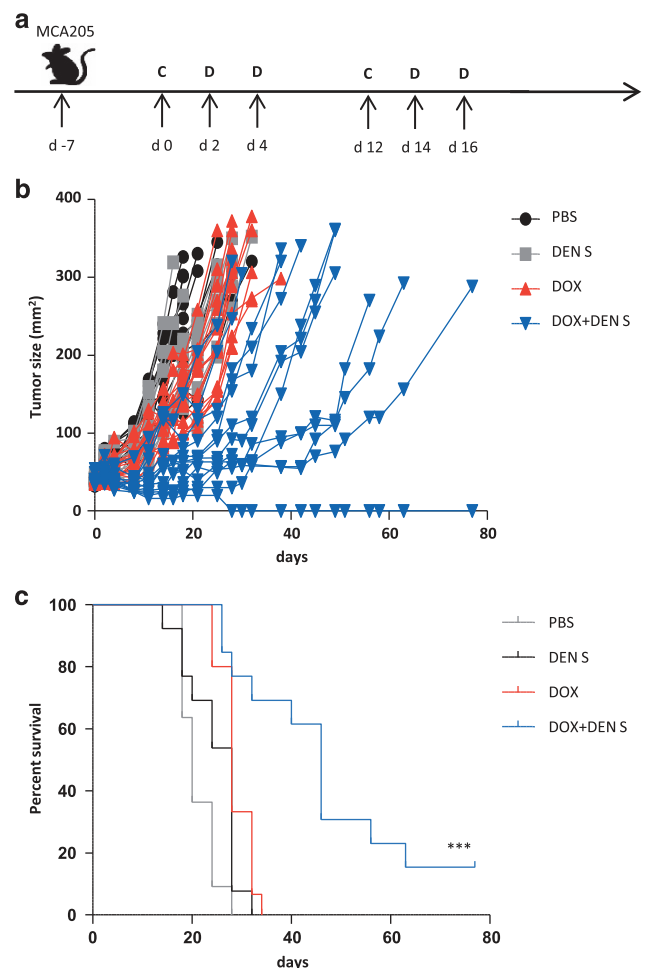 a
MCA205
C D D C D D
d -7 d 0 d 2 d 4 d 12 d 14 d 16
b
400
300
200
100
0
Tumor size (mm²)
0 20 40 60 80
days
PBS
DEN S
DOX
DOX+DEN S
c
100
80
60
40
20
0
Percent survival
0 20 40 60 80
days
***
PBS
DEN S
DOX
DOX+DEN S